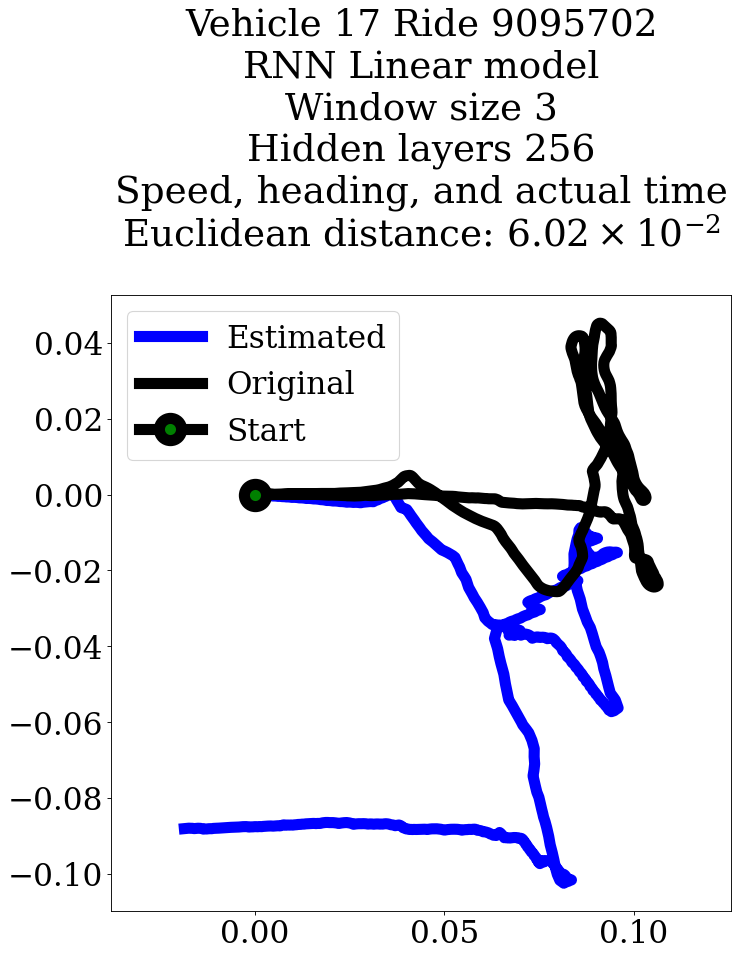 Vehicle 17 Ride 9095702
RNN Linear model
Window size 3
Hidden layers 256
Speed, heading, and actual time
Euclidean distance: 6.02 × 10⁻²
Estimated
Original
Start
0.04
0.02
0.00
−0.02
−0.04
−0.06
−0.08
−0.10
0.00 0.05 0.10